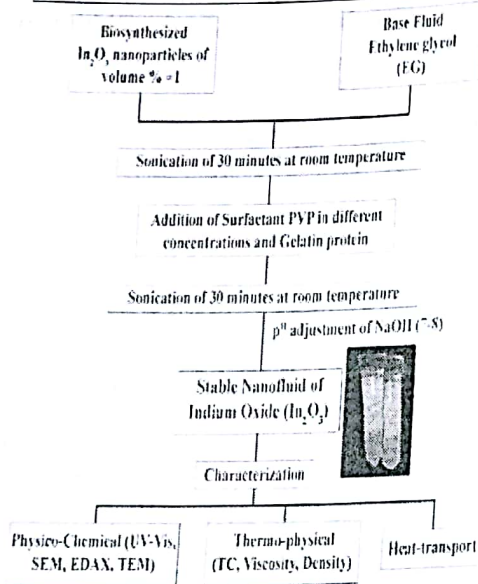 Biosynthesized
In₂O₃ nanoparticles of
volume % =1
Base Fluid
Ethylene glycol
(EG)
Sonication of 30 minutes at room temperature
Addition of Surfactant PVP in different
concentrations and Gelatin protein
Sonication of 30 minutes at room temperature
pᴴ adjustment of NaOH (7-8)
Stable Nanofluid of
Indium Oxide (In₂O₃)
Characterization
Physico-Chemical (UV-Vis,
SEM, EDAX, TEM)
Thermo-physical
(TC, Viscosity, Density)
Heat-transport